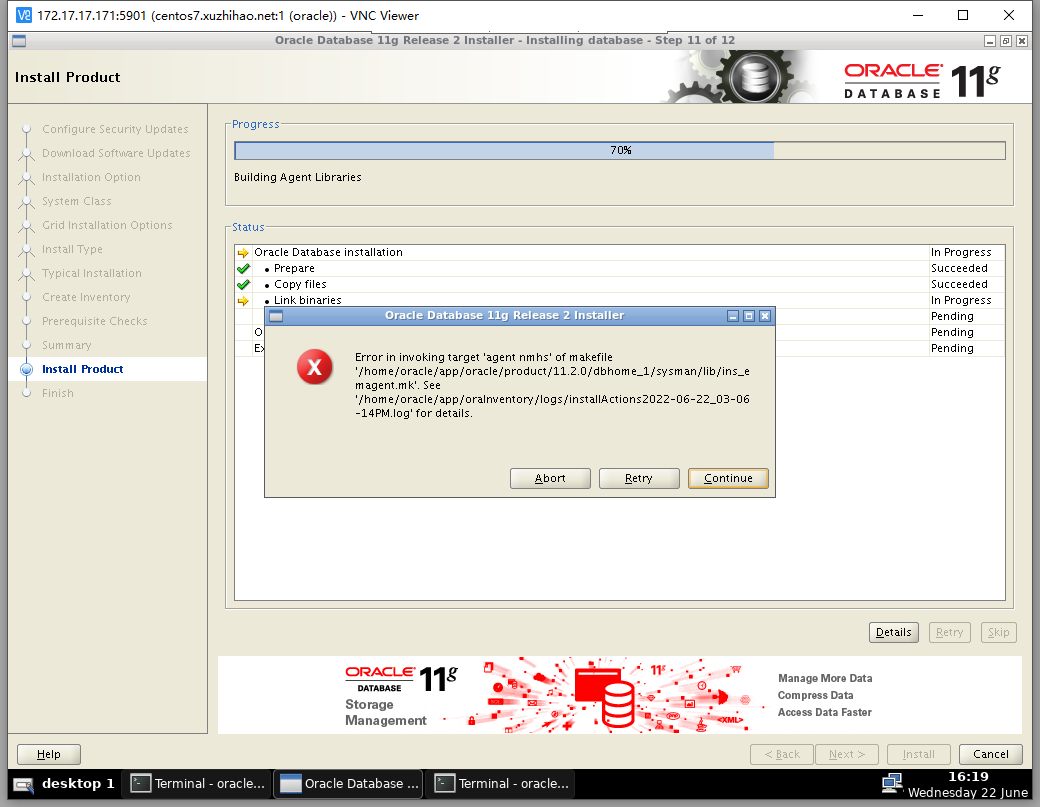 172.17.17.171:5901 (centos7.xuzhihao.net:1 (oracle)) - VNC Viewer
Oracle Database 11g Release 2 Installer - Installing database - Step 11 of 12
Install Product
ORACLE
DATABASE
11g
Configure Security Updates
Download Software Updates
Installation Option
System Class
Grid Installation Options
Install Type
Typical Installation
Create Inventory
Prerequisite Checks
Summary
Install Product
Finish
Progress
70%
Building Agent Libraries
Status
Oracle Database installation In Progress
• Prepare Succeeded
• Copy files Succeeded
• Link binaries In Progress
Pending
O Pending
Ex Pending
Oracle Database 11g Release 2 Installer
Error in invoking target 'agent nmhs' of makefile
'/home/oracle/app/oracle/product/11.2.0/dbhome_1/sysman/lib/ins_e
magent.mk'. See
'/home/oracle/app/oraInventory/logs/installActions2022-06-22_03-06
-14PM.log' for details.
Abort Retry Continue
Details Retry Skip
ORACLE
DATABASE
11g
Storage
Management
11g
<XML>
Manage More Data
Compress Data
Access Data Faster
Help < Back Next > Install Cancel
desktop 1 Terminal - oracle... Oracle Database ... Terminal - oracle...
16:19
Wednesday 22 June